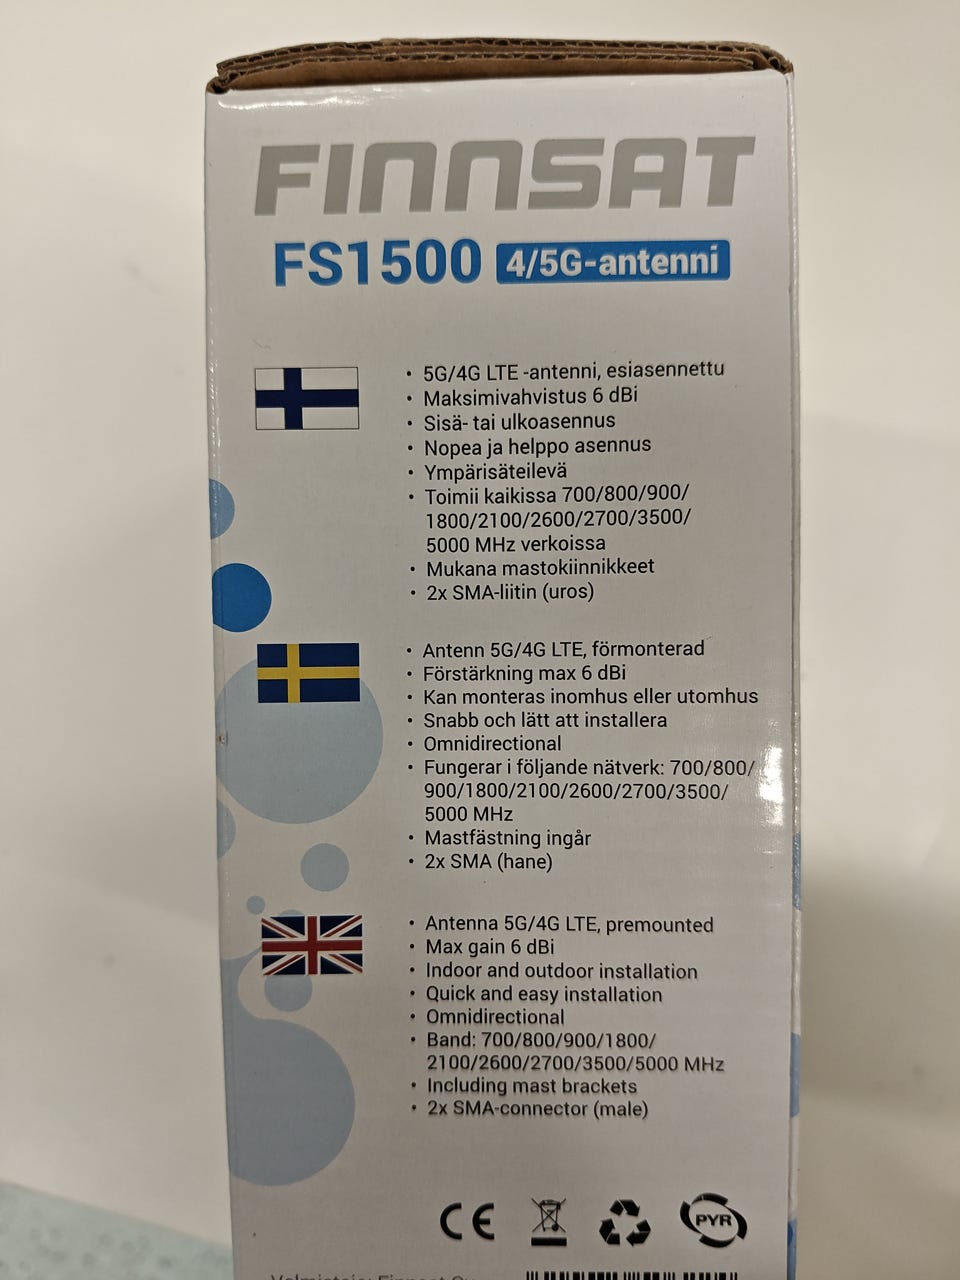 FINNSAT
FS1500 4/5G-antenni
• 5G/4G LTE -antenni, esiasennettu
• Maksimivahvistus 6 dBi
• Sisä- tai ulkoasennus
• Nopea ja helppo asennus
• Ympärisäteilevä
• Toimii kaikissa 700/800/900/
1800/2100/2600/2700/3500/
5000 MHz verkoissa
• Mukana mastokiinnikkeet
• 2x SMA-liitin (uros)
• Antenn 5G/4G LTE, förmonterad
• Förstärkning max 6 dBi
• Kan monteras inomhus eller utomhus
• Snabb och lätt att installera
• Omnidirectional
• Fungerar i följande nätverk: 700/800/
900/1800/2100/2600/2700/3500/
5000 MHz
• Mastfästning ingår
• 2x SMA (hane)
• Antenna 5G/4G LTE, premounted
• Max gain 6 dBi
• Indoor and outdoor installation
• Quick and easy installation
• Omnidirectional
• Band: 700/800/900/1800/
2100/2600/2700/3500/5000 MHz
• Including mast brackets
• 2x SMA-connector (male)
CE PYR
Valmistaja: Finnsat Oy